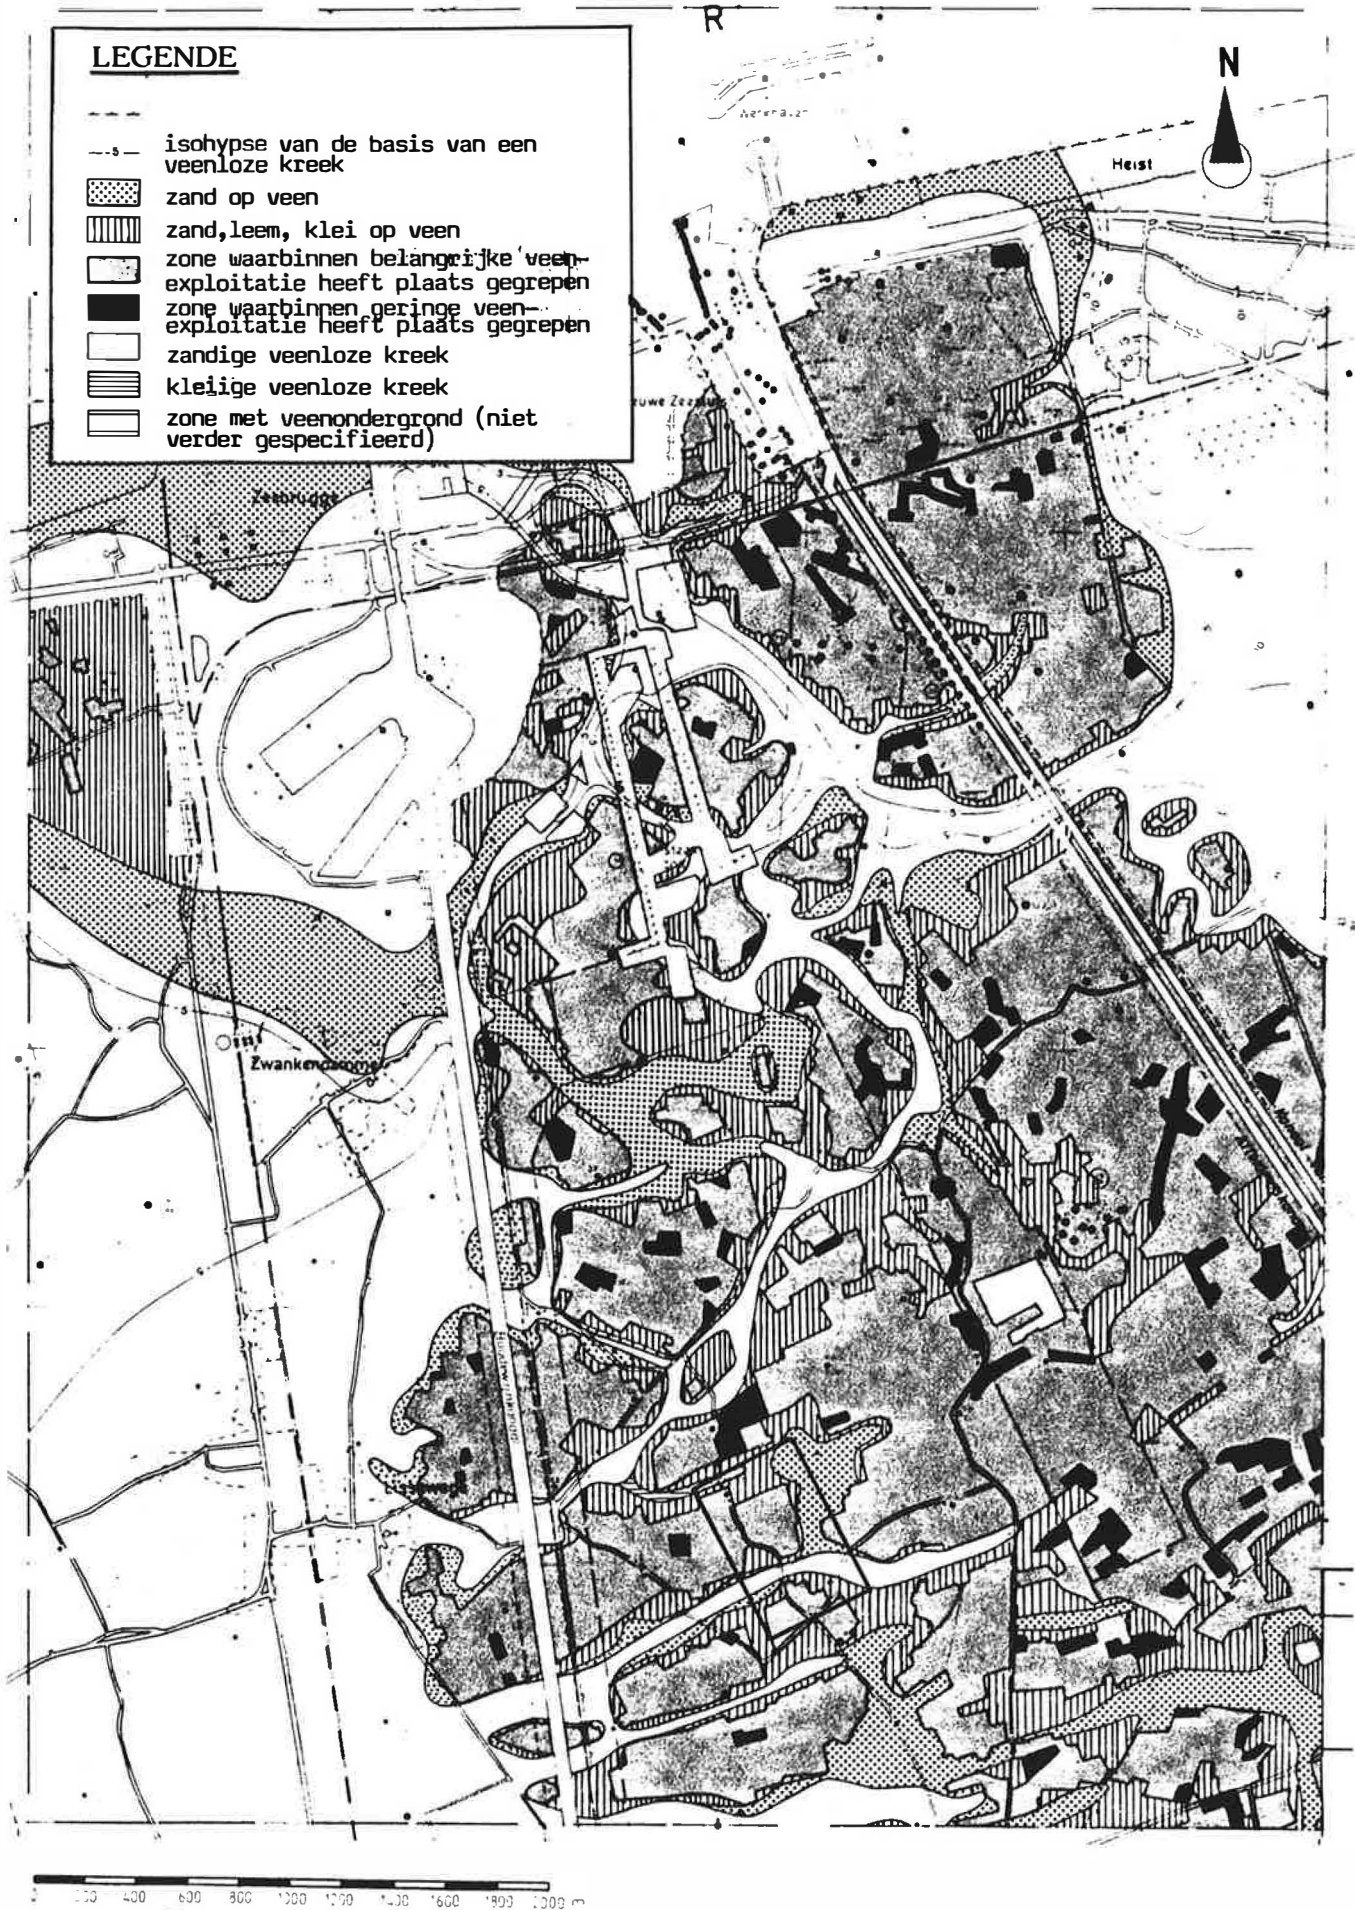 R
LEGENDE
--5-- isohypse van de basis van een
veenloze kreek
zand op veen
zand,leem, klei op veen
zone waarbinnen belangrijke veen-
exploitatie heeft plaats gegrepen
zone waarbinnen geringe veen-
exploitatie heeft plaats gegrepen
zandige veenloze kreek
kleiige veenloze kreek
zone met veenondergrond (niet
verder gespecifieerd)
N
Heist
Zeebrugge
Zwankendamme
Lissewege
400 600 800 1000 1200 1400 1600 1800 2000 m